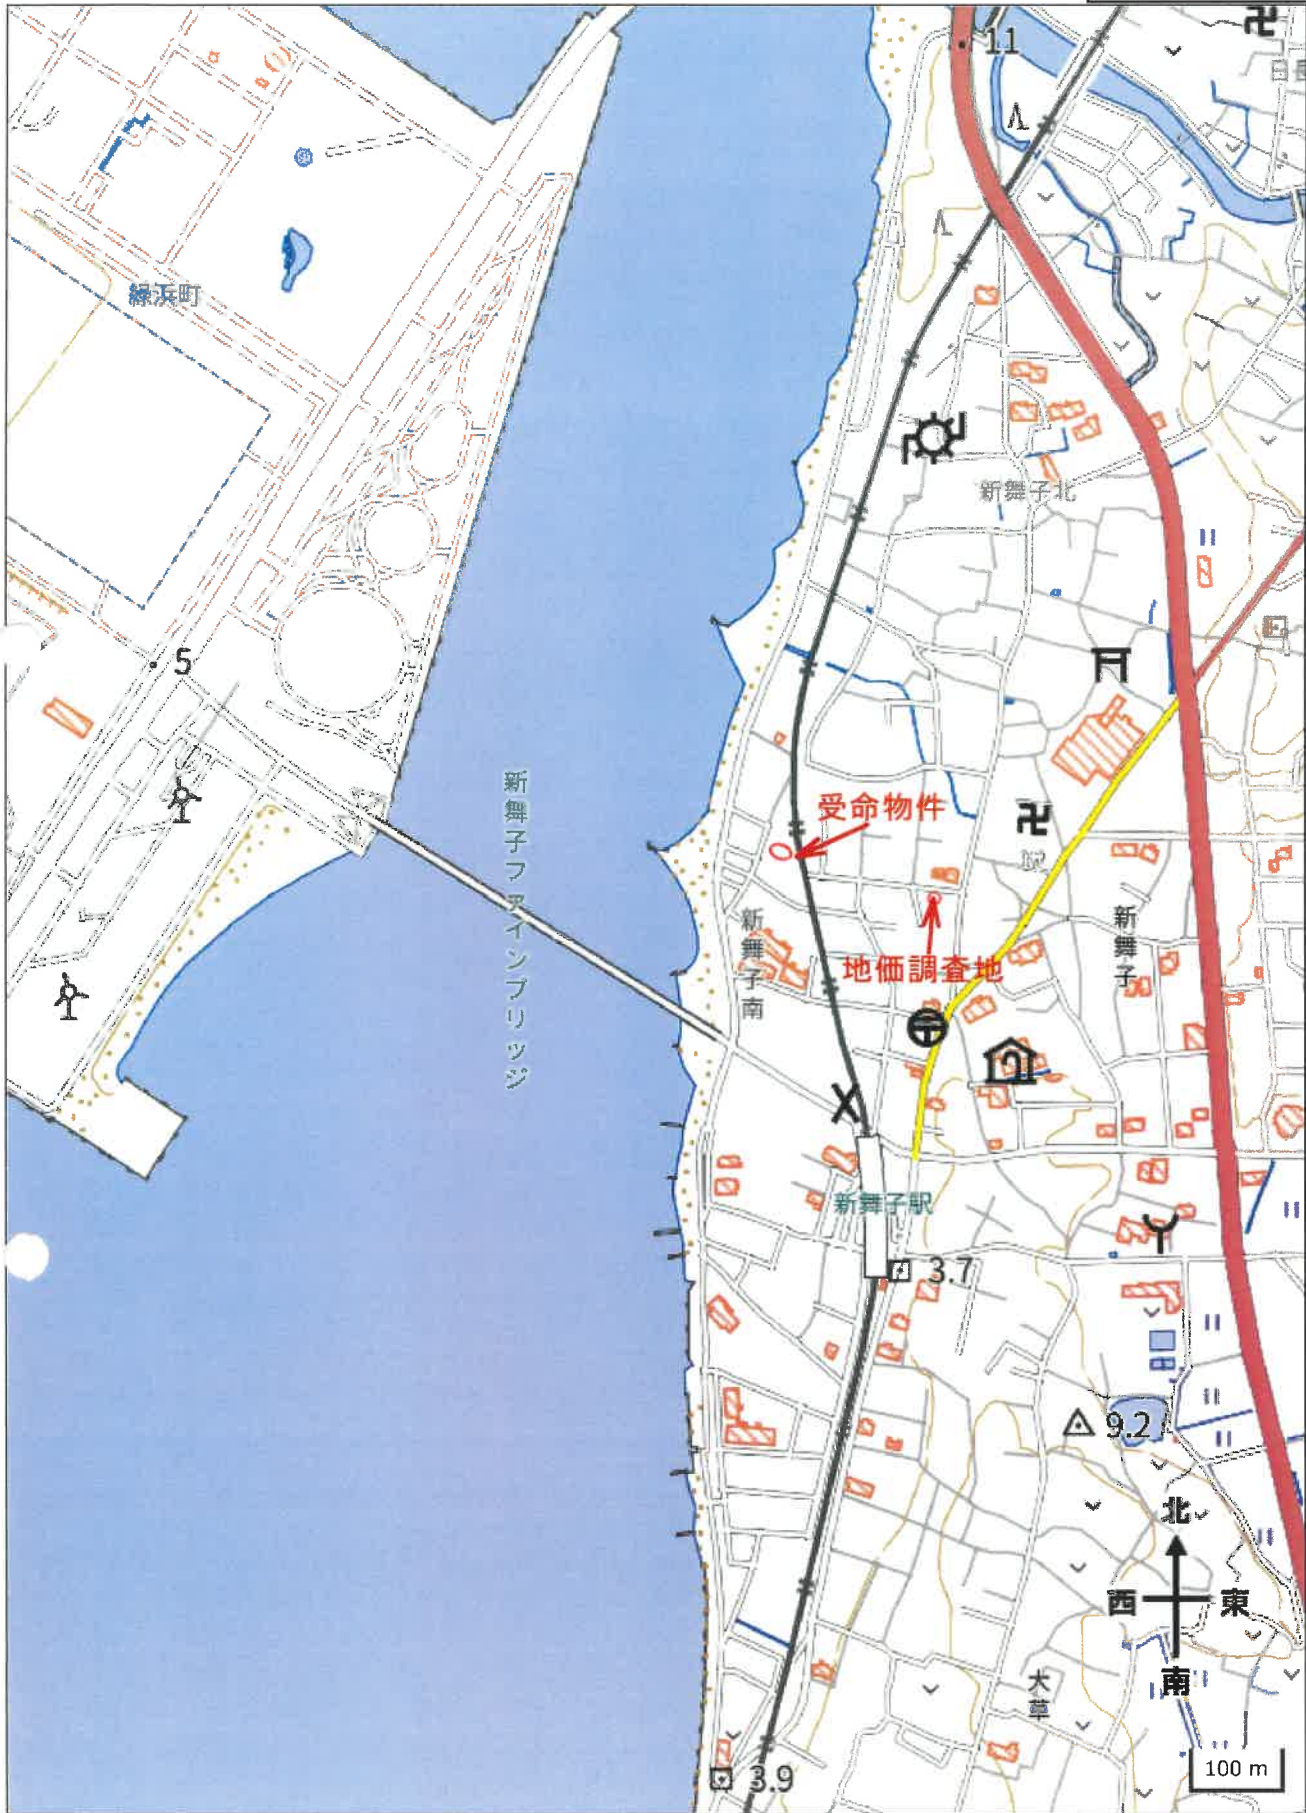 11
日長
緑浜町
新舞子北
5
新舞子ファインブリッジ
受命物件
新舞子南
地価調査地
新舞子
新舞子駅
3.7
9.2
北
西
東
南
大草
100 m
3.9